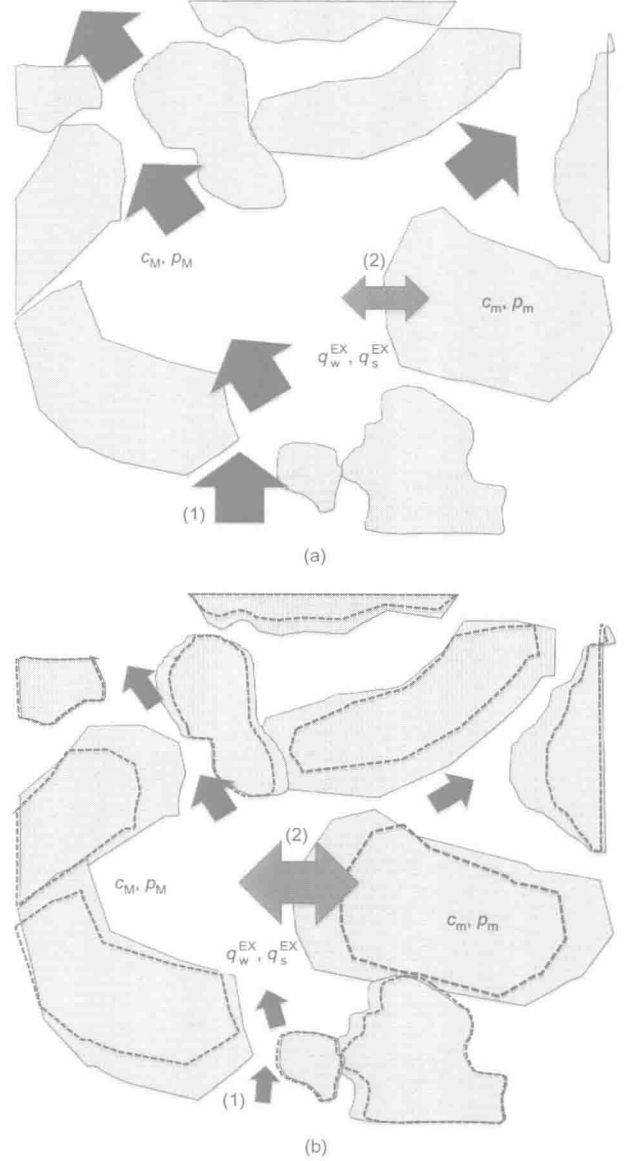 c_M, p_M
(2)
c_m, p_m
q_w^EX, q_s^EX
(1)
(a)
(2)
c_M, p_M
c_m, p_m
q_w^EX, q_s^EX
(1)
(b)